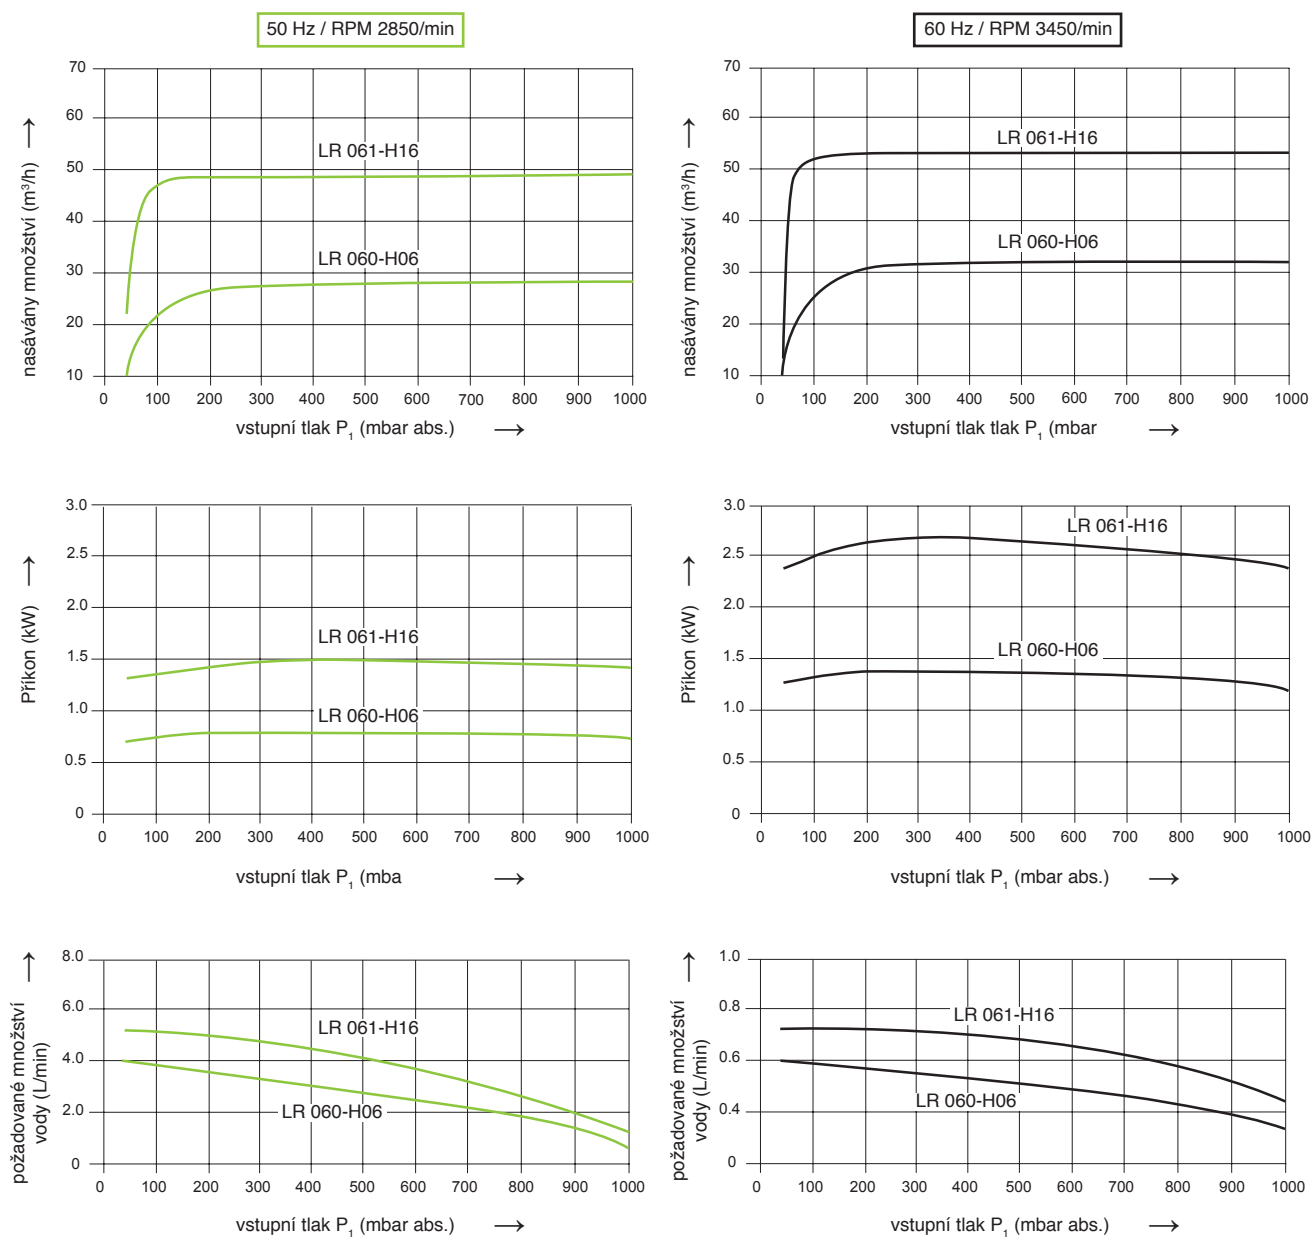 50 Hz / RPM 2850/min
60 Hz / RPM 3450/min
nasávány množství (m³/h)
70
60
50
40
30
20
10
LR 061-H16
LR 060-H06
0 100 200 300 400 500 600 700 800 900 1000
vstupní tlak P₁ (mbar abs.)
nasávány množství (m³/h)
70
60
50
40
30
20
10
LR 061-H16
LR 060-H06
0 100 200 300 400 500 600 700 800 900 1000
vstupní tlak tlak P₁ (mbar
Příkon (kW)
3.0
2.5
2.0
1.5
1.0
0.5
0
LR 061-H16
LR 060-H06
0 100 200 300 400 500 600 700 800 900 1000
vstupní tlak P₁ (mba
Příkon (kW)
3.0
2.5
2.0
1.5
1.0
0.5
0
LR 061-H16
LR 060-H06
0 100 200 300 400 500 600 700 800 900 1000
vstupní tlak P₁ (mbar abs.)
požadované množství
vody (L/min)
8.0
6.0
4.0
2.0
0
LR 061-H16
LR 060-H06
0 100 200 300 400 500 600 700 800 900 1000
vstupní tlak P₁ (mbar abs.)
požadované množství
vody (L/min)
1.0
0.8
0.6
0.4
0
LR 061-H16
LR 060-H06
0 100 200 300 400 500 600 700 800 900 1000
vstupní tlak P₁ (mbar abs.)